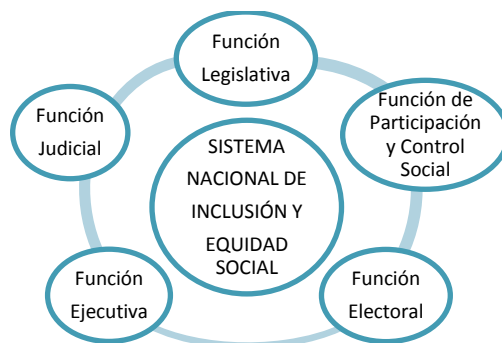 Función
Legislativa
Función de
Participación
y Control
Social
Función
Judicial
SISTEMA
NACIONAL DE
INCLUSIÓN Y
EQUIDAD
SOCIAL
Función
Ejecutiva
Función
Electoral